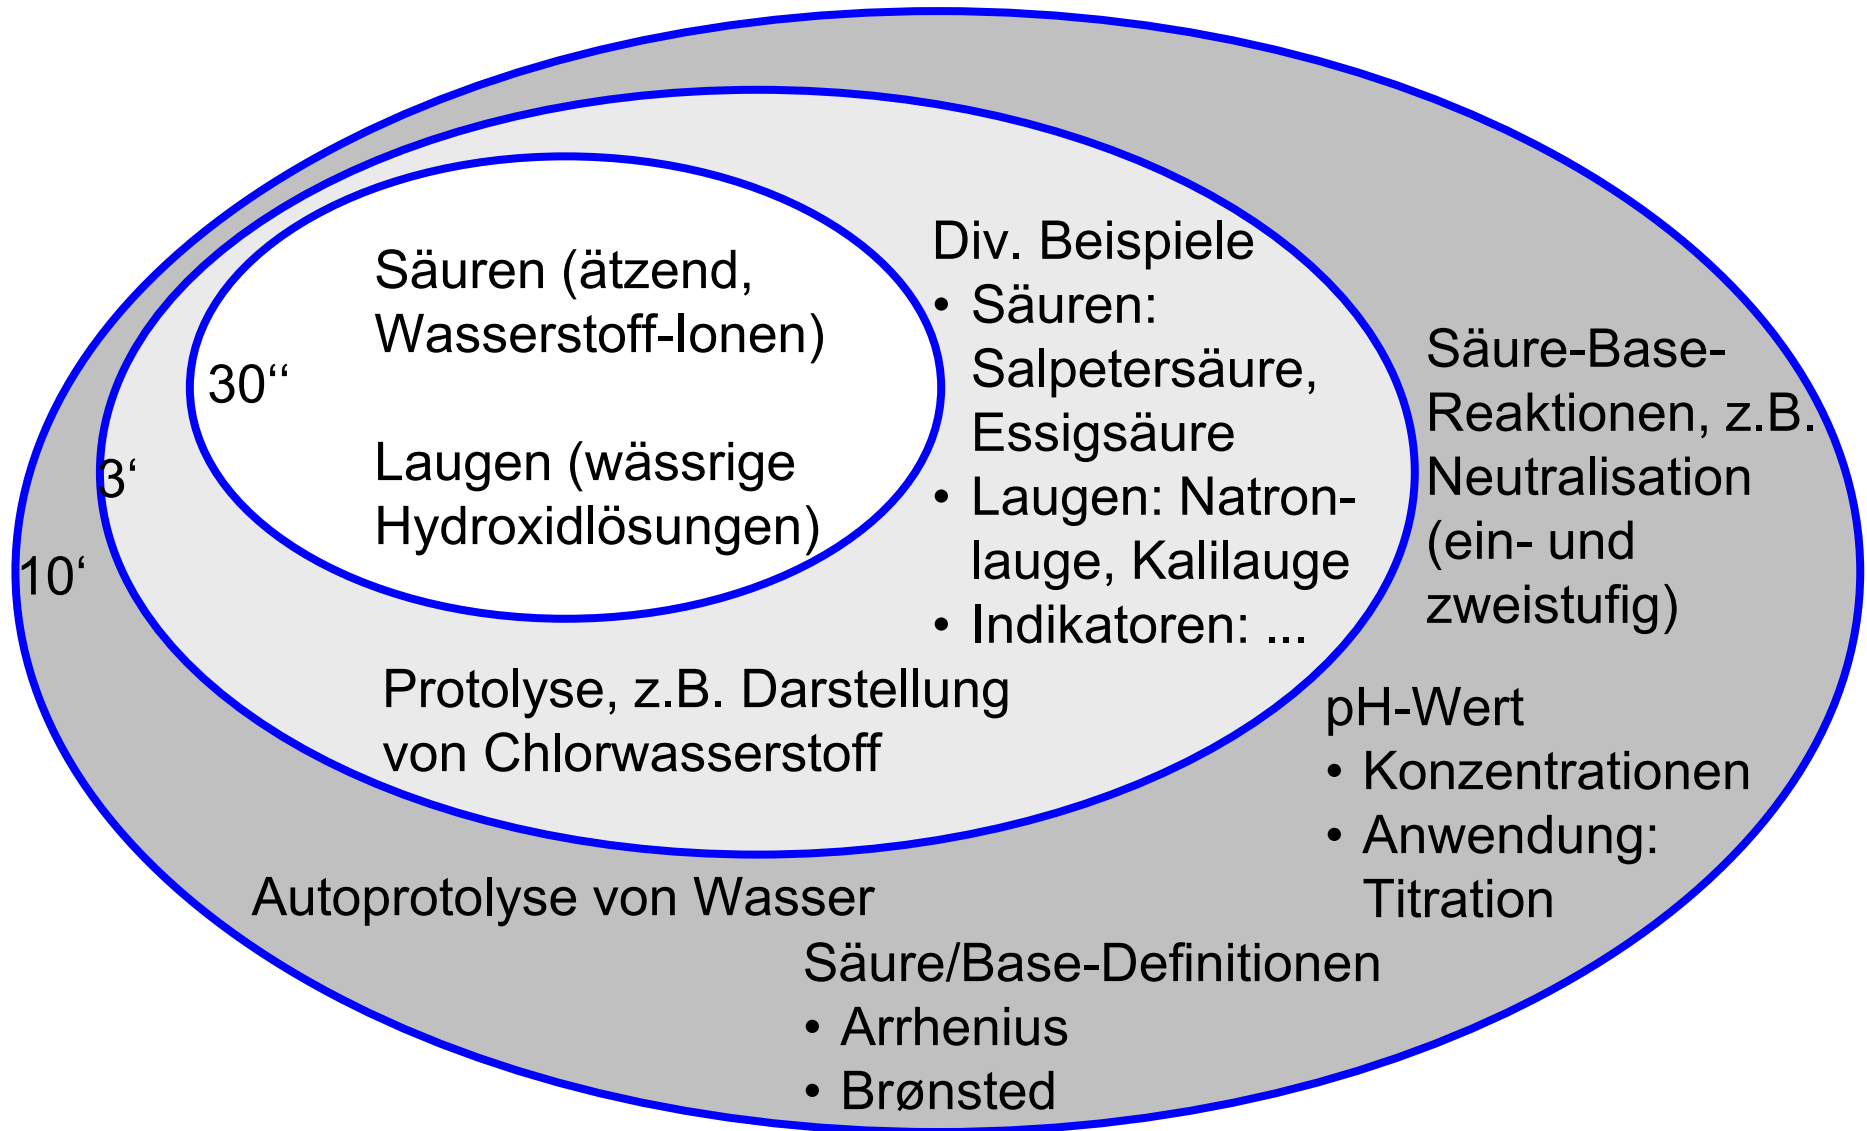 Säuren (ätzend,
Wasserstoff-Ionen)
30“
Laugen (wässrige
Hydroxidlösungen)
3‘
Div. Beispiele
• Säuren:
Salpetersäure,
Essigsäure
• Laugen: Natron-
lauge, Kalilauge
• Indikatoren: ...
Protolyse, z.B. Darstellung
von Chlorwasserstoff
10‘
Säure-Base-
Reaktionen, z.B.
Neutralisation
(ein- und
zweistufig)
pH-Wert
• Konzentrationen
• Anwendung:
Titration
Autoprotolyse von Wasser
Säure/Base-Definitionen
• Arrhenius
• Brønsted